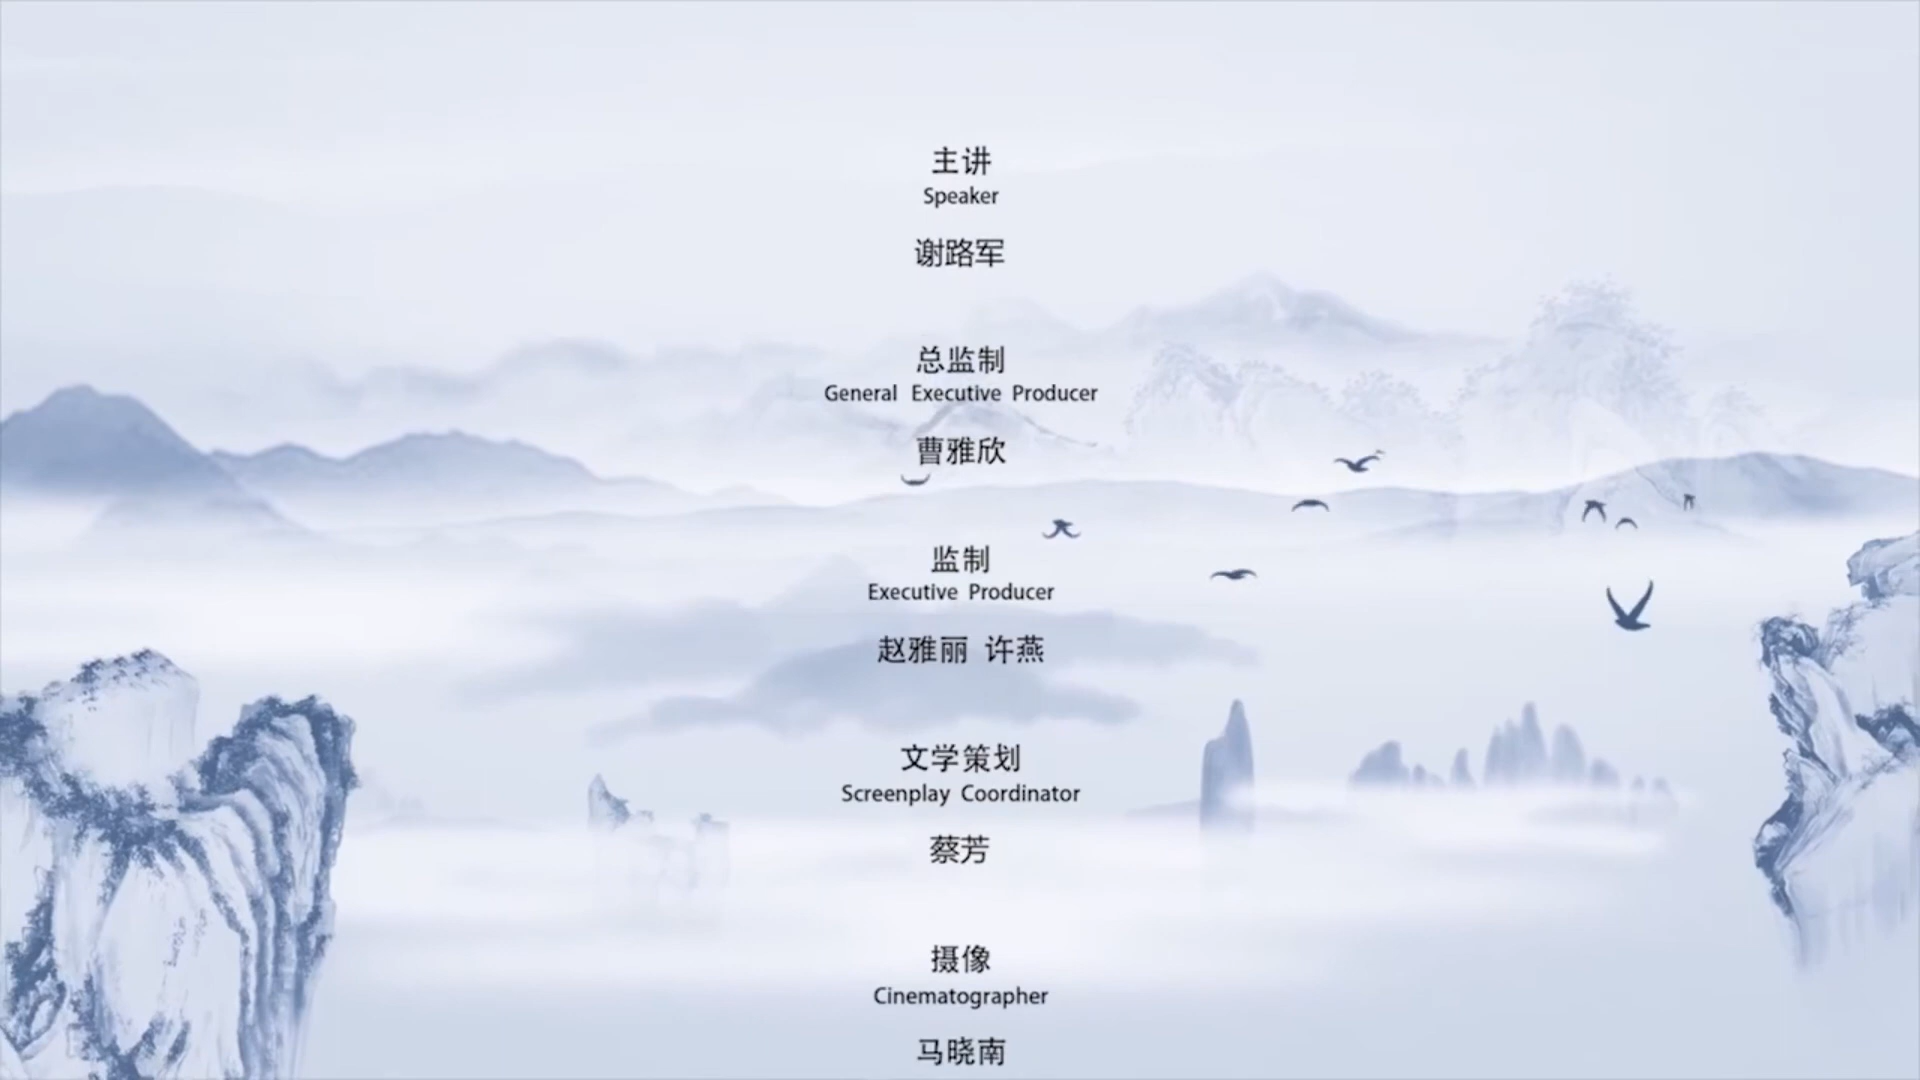 主讲
Speaker
谢路军
总监制
General Executive Producer
曹雅欣
监制
Executive Producer
赵雅丽 许燕
文学策划
Screenplay Coordinator
蔡芳
摄像
Cinematographer
马晓南